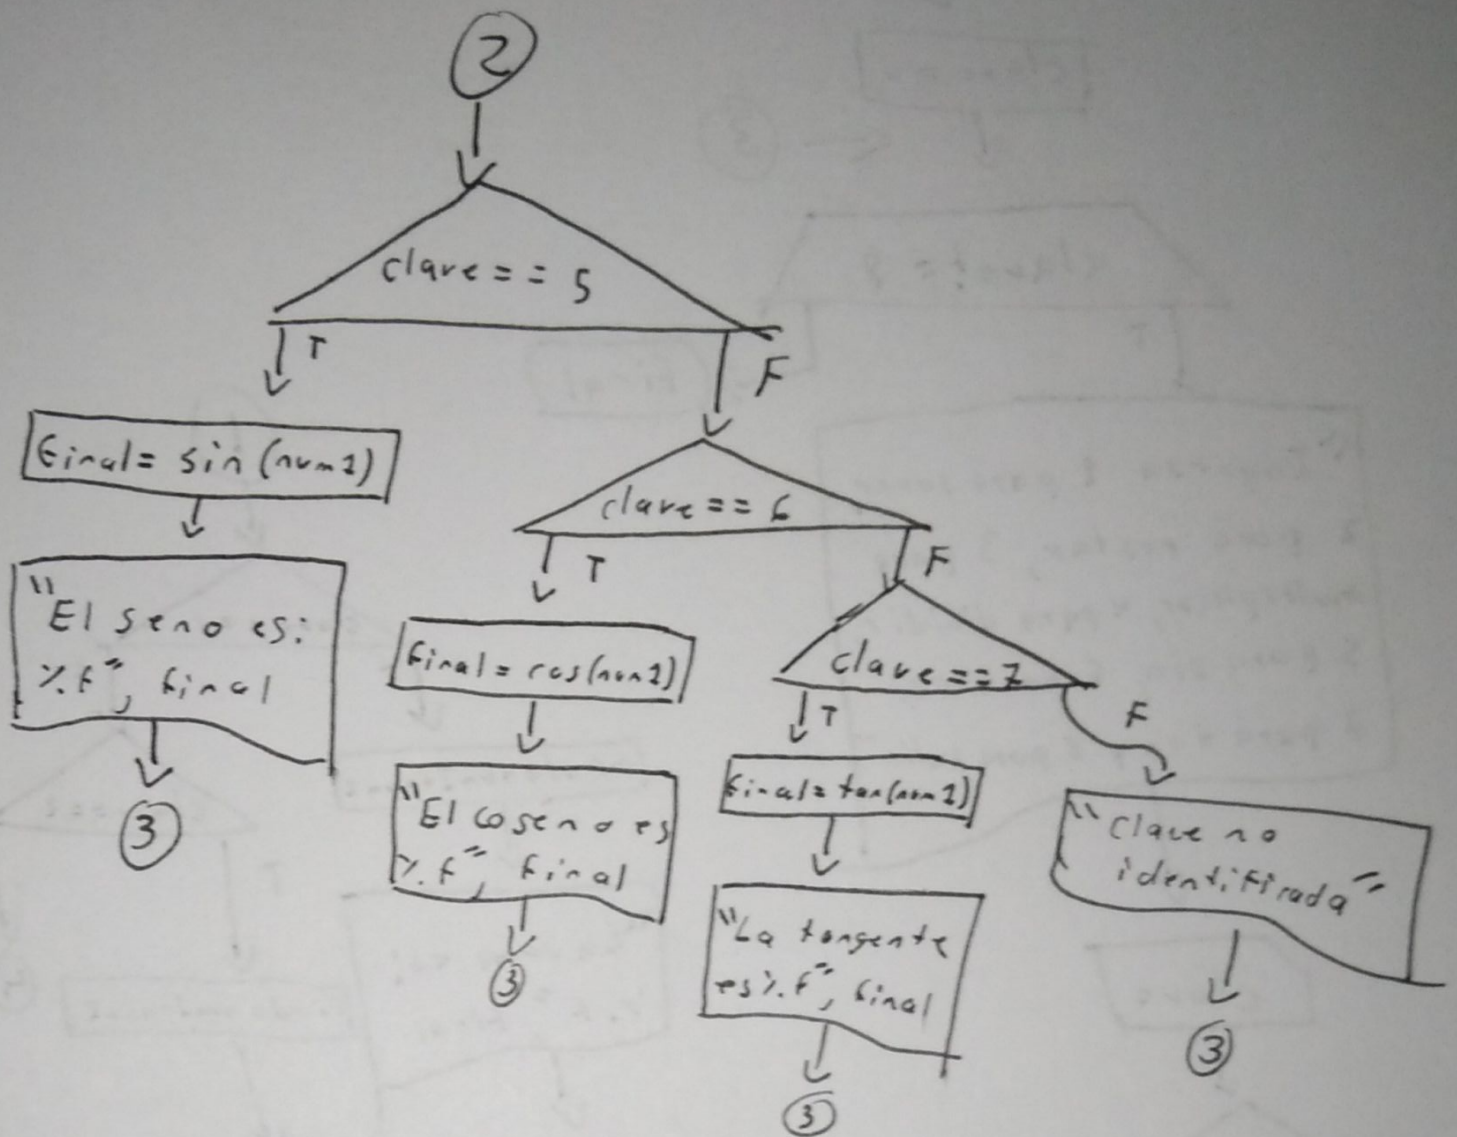 2
clave == 5
T
F
final = sin (num1)
clave == 6
T
F
"El seno es:
%f", final
final = cos(num1)
clave == 7
T
F
3
"El coseno es
%f", final
final = tan(num1)
"Clave no
identificada"
3
"La tangente
es %f", final
3
3